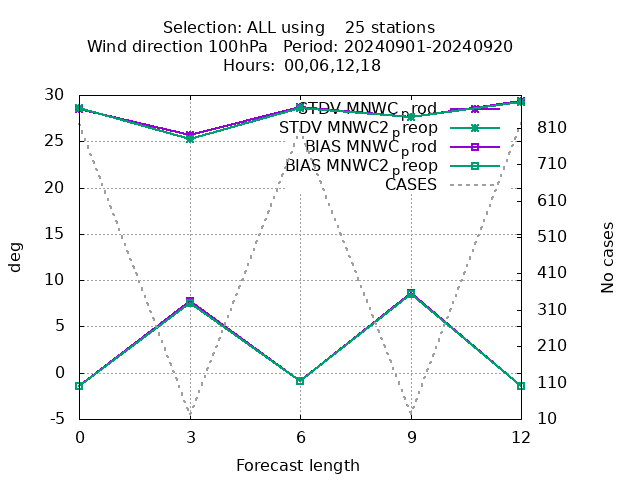 Selection: ALL using    25 stations
Wind direction 100hPa   Period: 20240901-20240920
Hours: 00,06,12,18
STDV MNWC_prod
STDV MNWC2_preop
BIAS MNWC_prod
BIAS MNWC2_preop
CASES
30
25
20
15
10
5
0
-5
810
710
610
510
410
310
210
110
10
deg
No cases
0 3 6 9 12
Forecast length